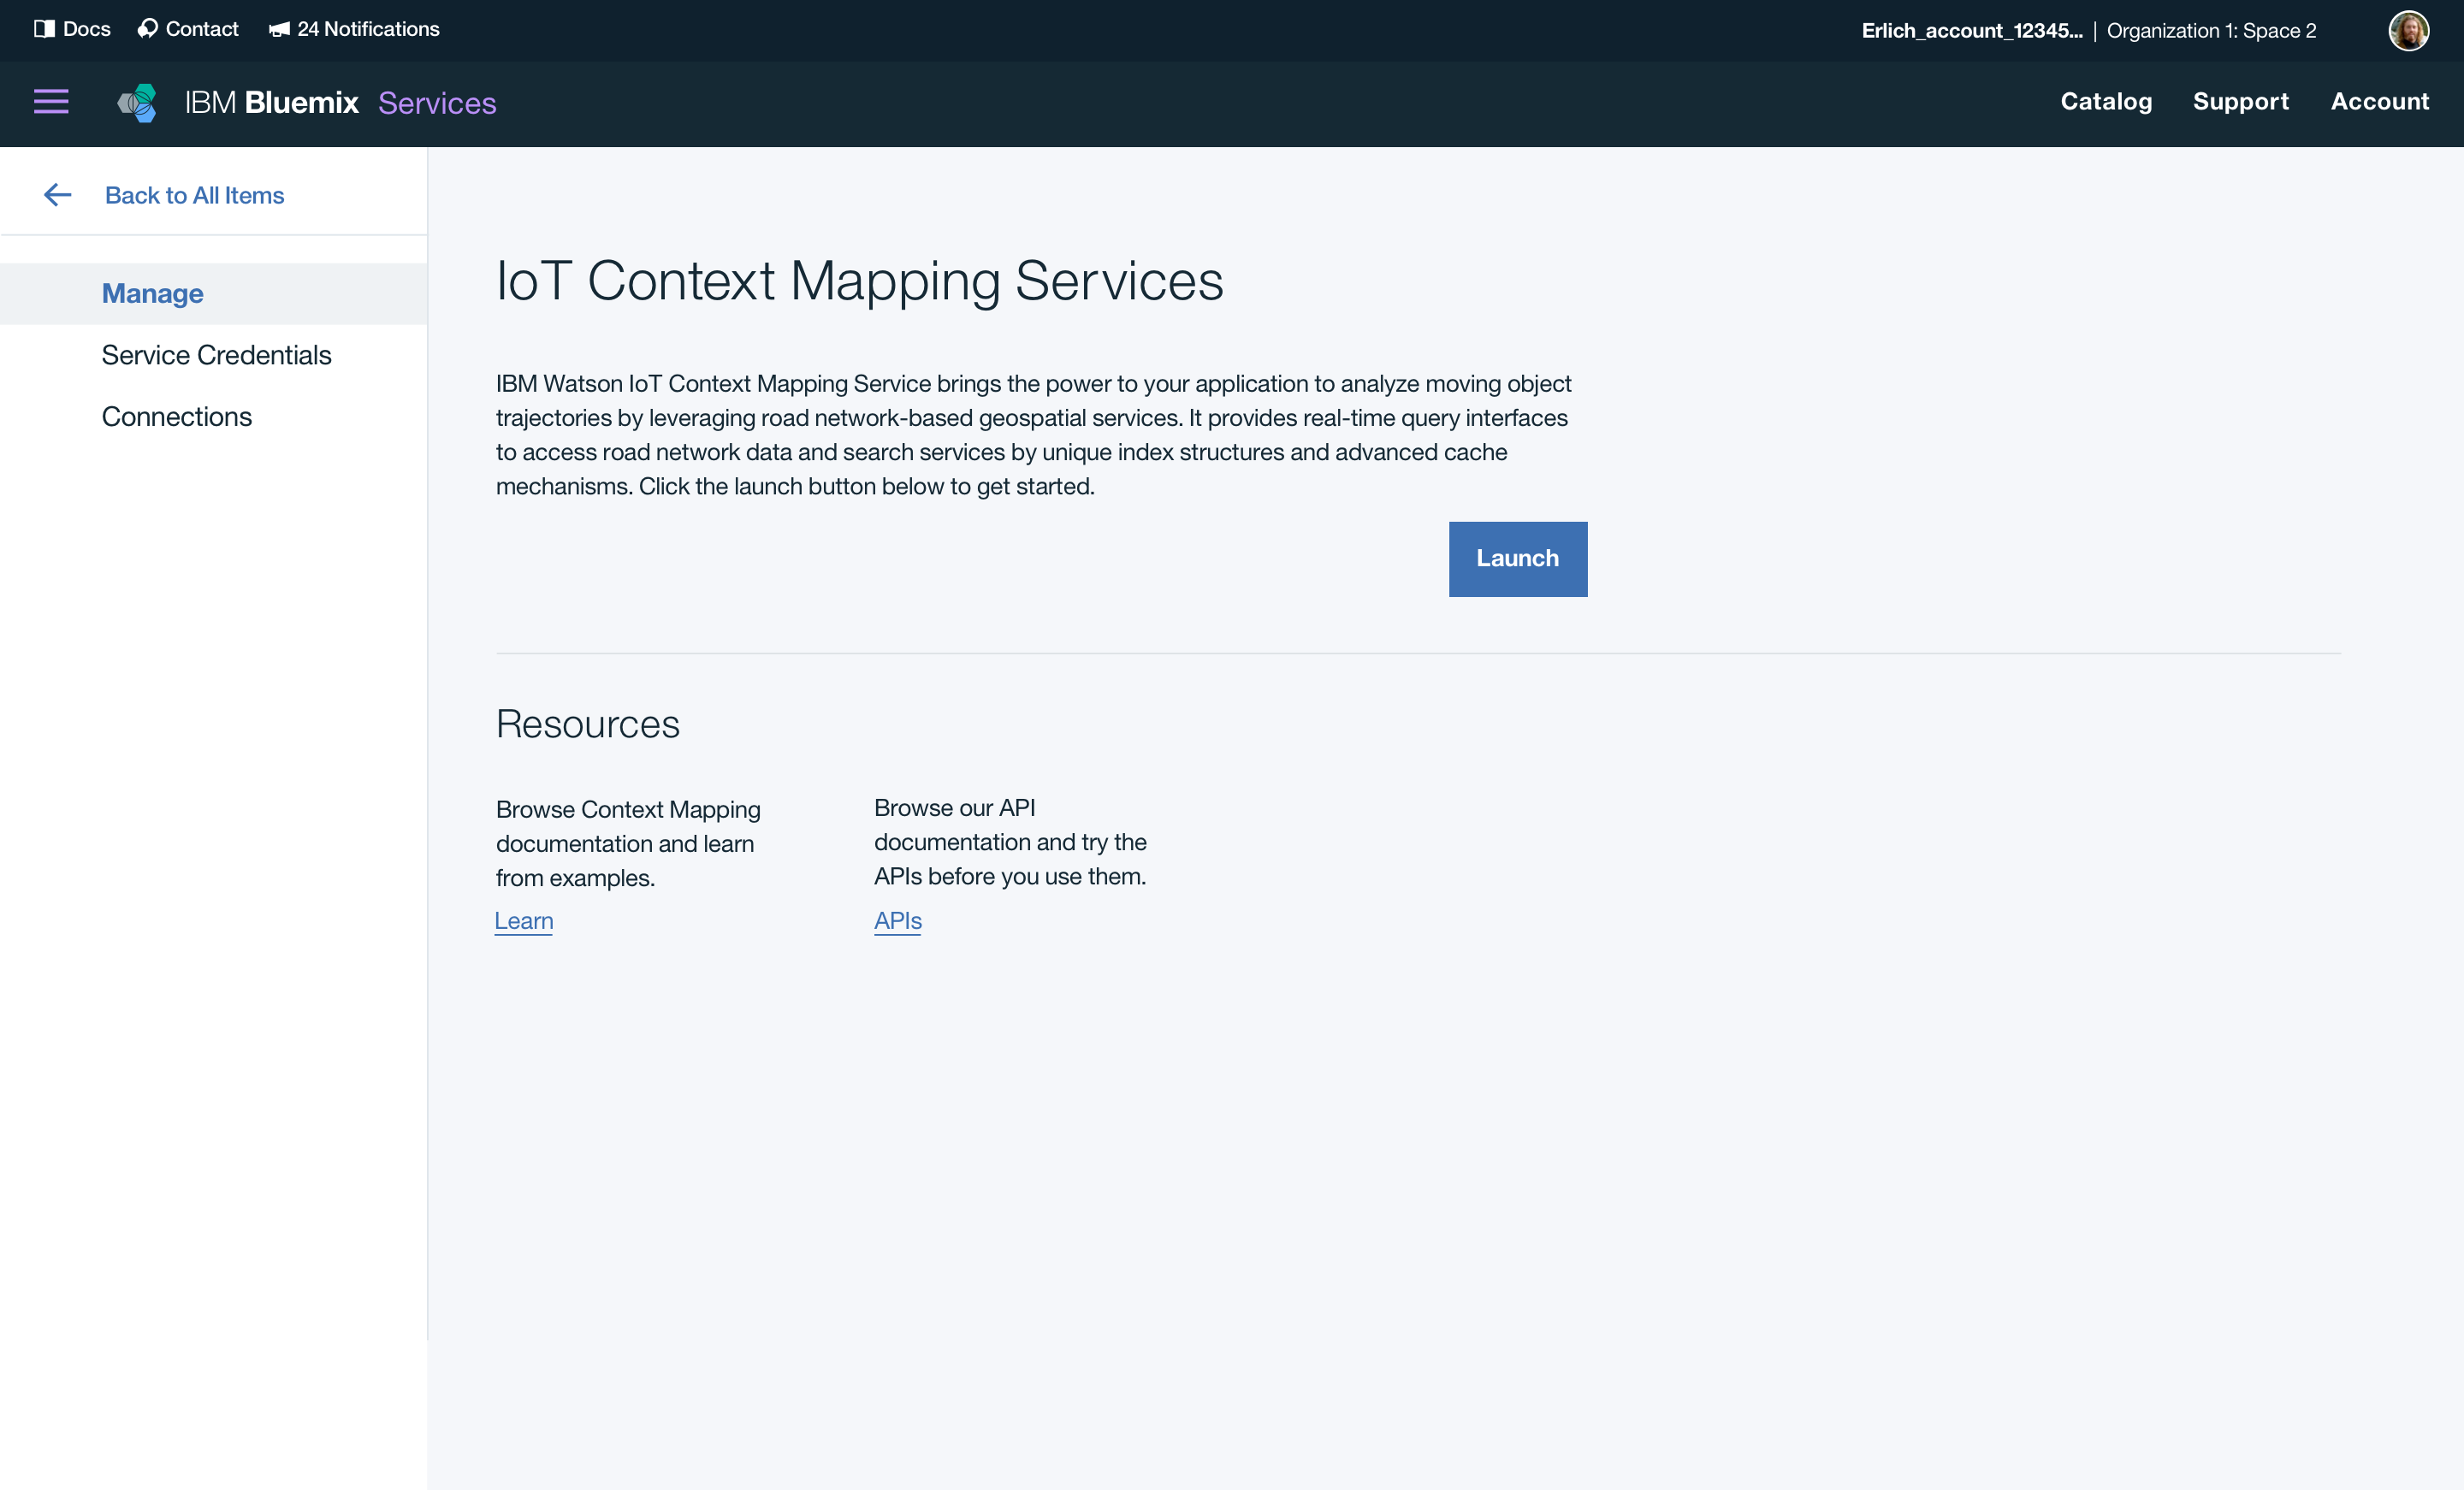 Docs
Contact
24 Notifications
Erlich_account_12345... | Organization 1: Space 2
IBM Bluemix Services
Catalog
Support
Account
Back to All Items
Manage
Service Credentials
Connections
IoT Context Mapping Services
IBM Watson IoT Context Mapping Service brings the power to your application to analyze moving object
trajectories by leveraging road network-based geospatial services. It provides real-time query interfaces
to access road network data and search services by unique index structures and advanced cache
mechanisms. Click the launch button below to get started.
Launch
Resources
Browse Context Mapping
documentation and learn
from examples.
Learn
Browse our API
documentation and try the
APIs before you use them.
APIs